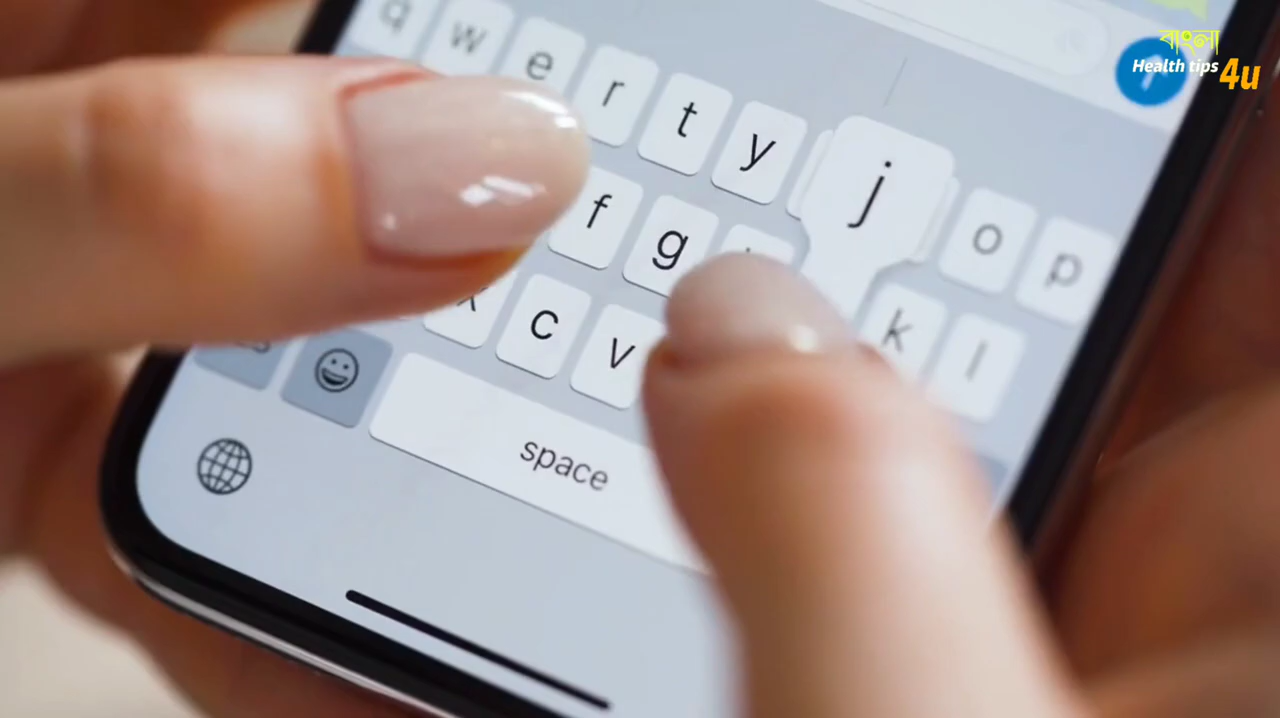 বাংলা
Health tips 4u
q w e r t y j o p
f g k l
x c v
space